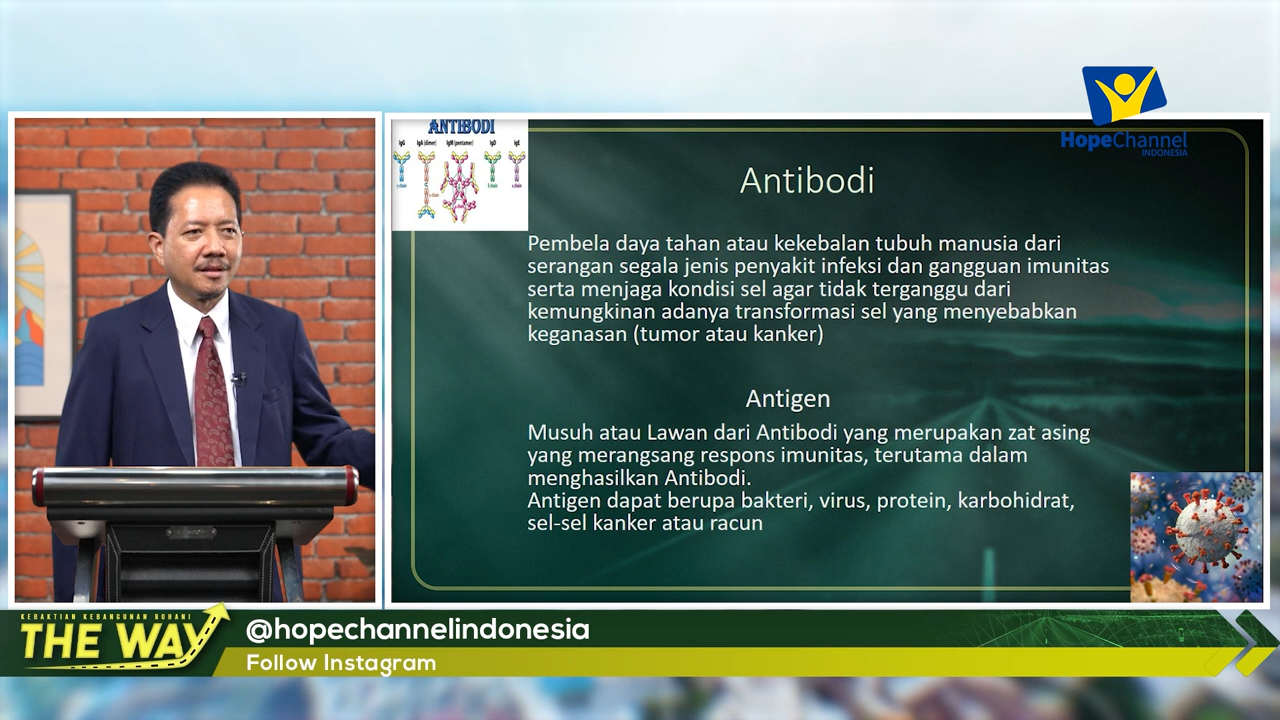 HopeChannel
INDONESIA
ANTIBODI
IgG IgA (dimer) IgM (pentamer) IgD IgE
Antibodi
Pembela daya tahan atau kekebalan tubuh manusia dari
serangan segala jenis penyakit infeksi dan gangguan imunitas
serta menjaga kondisi sel agar tidak terganggu dari
kemungkinan adanya transformasi sel yang menyebabkan
keganasan (tumor atau kanker)
Antigen
Musuh atau Lawan dari Antibodi yang merupakan zat asing
yang merangsang respons imunitas, terutama dalam
menghasilkan Antibodi.
Antigen dapat berupa bakteri, virus, protein, karbohidrat,
sel-sel kanker atau racun
KEBAKTIAN KEBANGUNAN ROHANI
THE WAY
@hopechannelindonesia
Follow Instagram